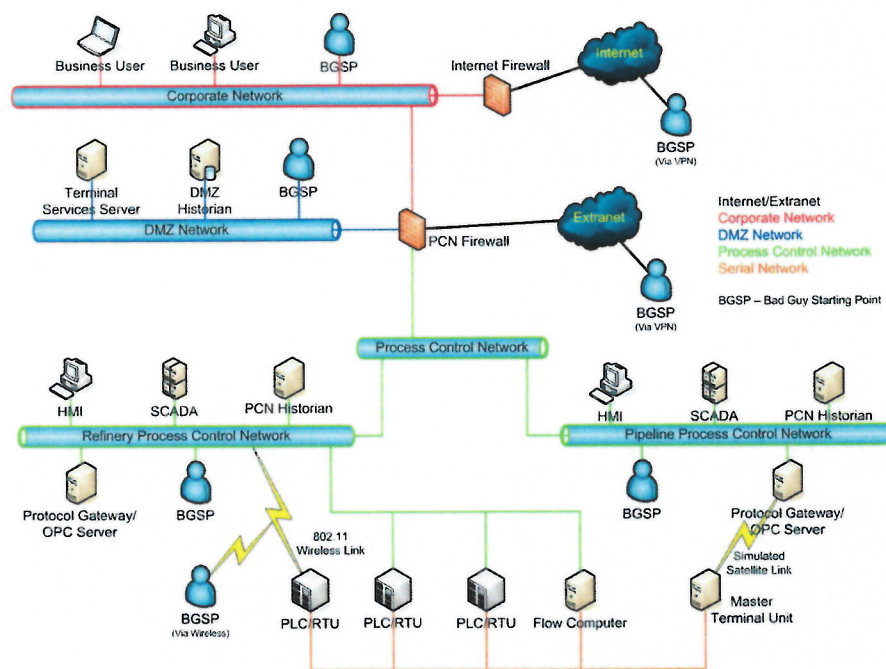 Business User
Business User
BGSP
Internet Firewall
Internet
Corporate Network
BGSP
(Via VPN)
Terminal
Services Server
DMZ
Historian
BGSP
DMZ Network
PCN Firewall
Extranet
BGSP
(Via VPN)
Internet/Extranet
Corporate Network
DMZ Network
Process Control Network
Serial Network
BGSP – Bad Guy Starting Point
Process Control Network
HMI
SCADA
PCN Historian
Refinery Process Control Network
HMI
SCADA
PCN Historian
Pipeline Process Control Network
Protocol Gateway/
OPC Server
BGSP
802.11
Wireless Link
BGSP
Protocol Gateway/
OPC Server
Simulated
Satellite Link
BGSP
(Via Wireless)
PLC/RTU
PLC/RTU
PLC/RTU
Flow Computer
Master
Terminal Unit